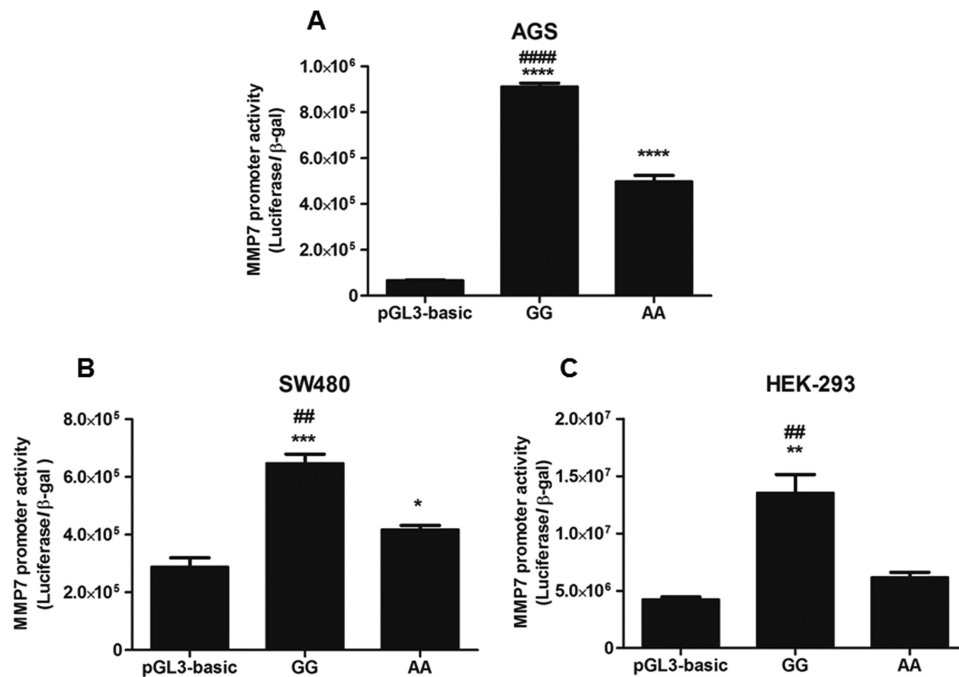 A
AGS
MMP7 promoter activity
(Luciferase/β-gal)
1.0×10⁶
8.0×10⁵
6.0×10⁵
4.0×10⁵
2.0×10⁵
0
####
****
****
pGL3-basic GG AA
B
SW480
MMP7 promoter activity
(Luciferase/β-gal )
8.0×10⁵
6.0×10⁵
4.0×10⁵
2.0×10⁵
0
##
***
*
pGL3-basic GG AA
C
HEK-293
MMP7 promoter activity
(Luciferase/β-gal)
2.0×10⁷
1.5×10⁷
1.0×10⁷
5.0×10⁶
0
##
**
pGL3-basic GG AA